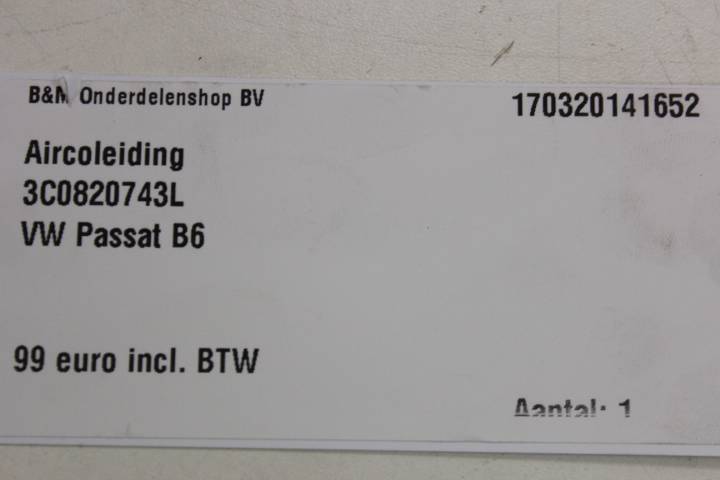 B&M Onderdelenshop BV
170320141652
Aircoleiding
3C0820743L
VW Passat B6
99 euro incl. BTW
Aantal: 1